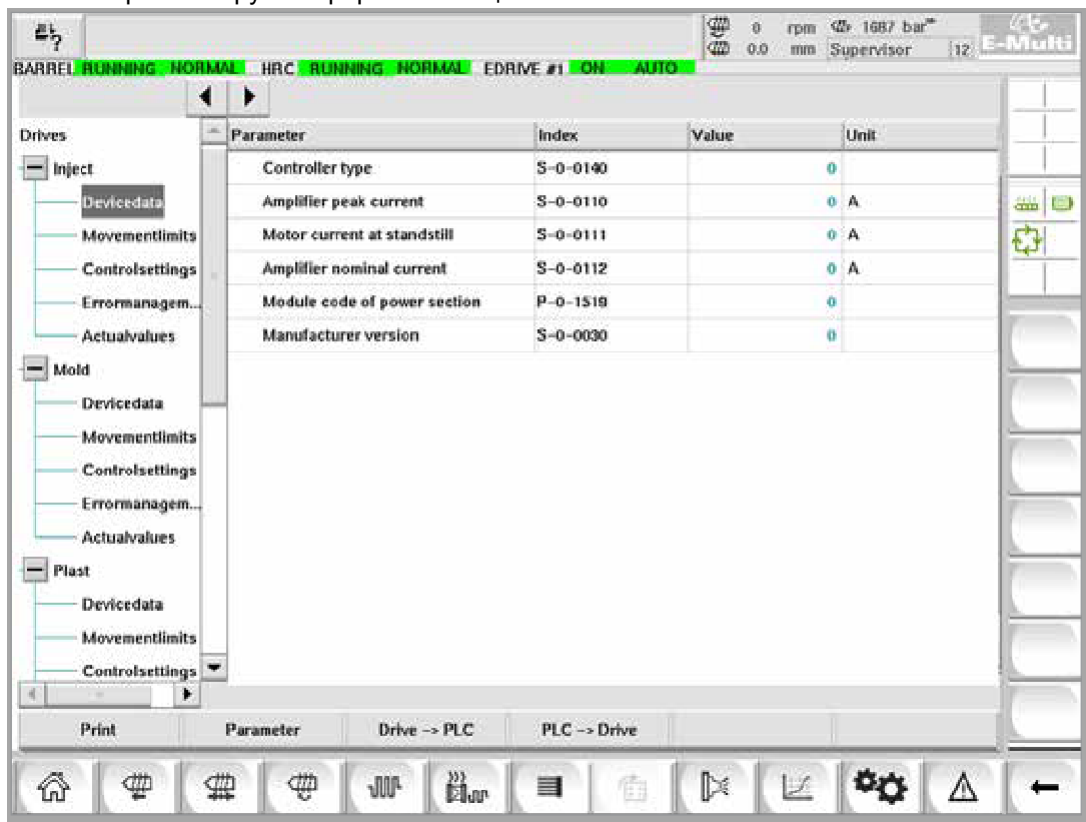 ?
0 rpm 1687 bar
0.0 mm Supervisor 12
E-Multi
BARREL RUNNING NORMAL HRC RUNNING NORMAL EDRIVE #1 ON AUTO
Drives
Parameter Index Value Unit
Inject
Controller type S-0-0140 0
Devicedata
Amplifier peak current S-0-0110 0 A
Movementlimits
Motor current at standstill S-0-0111 0 A
Controlsettings
Amplifier nominal current S-0-0112 0 A
Errormanagem...
Module code of power section P-0-1519 0
Actualvalues
Manufacturer version S-0-0030 0
Mold
Devicedata
Movementlimits
Controlsettings
Errormanagem...
Actualvalues
Plast
Devicedata
Movementlimits
Controlsettings
Print Parameter Drive -> PLC PLC -> Drive